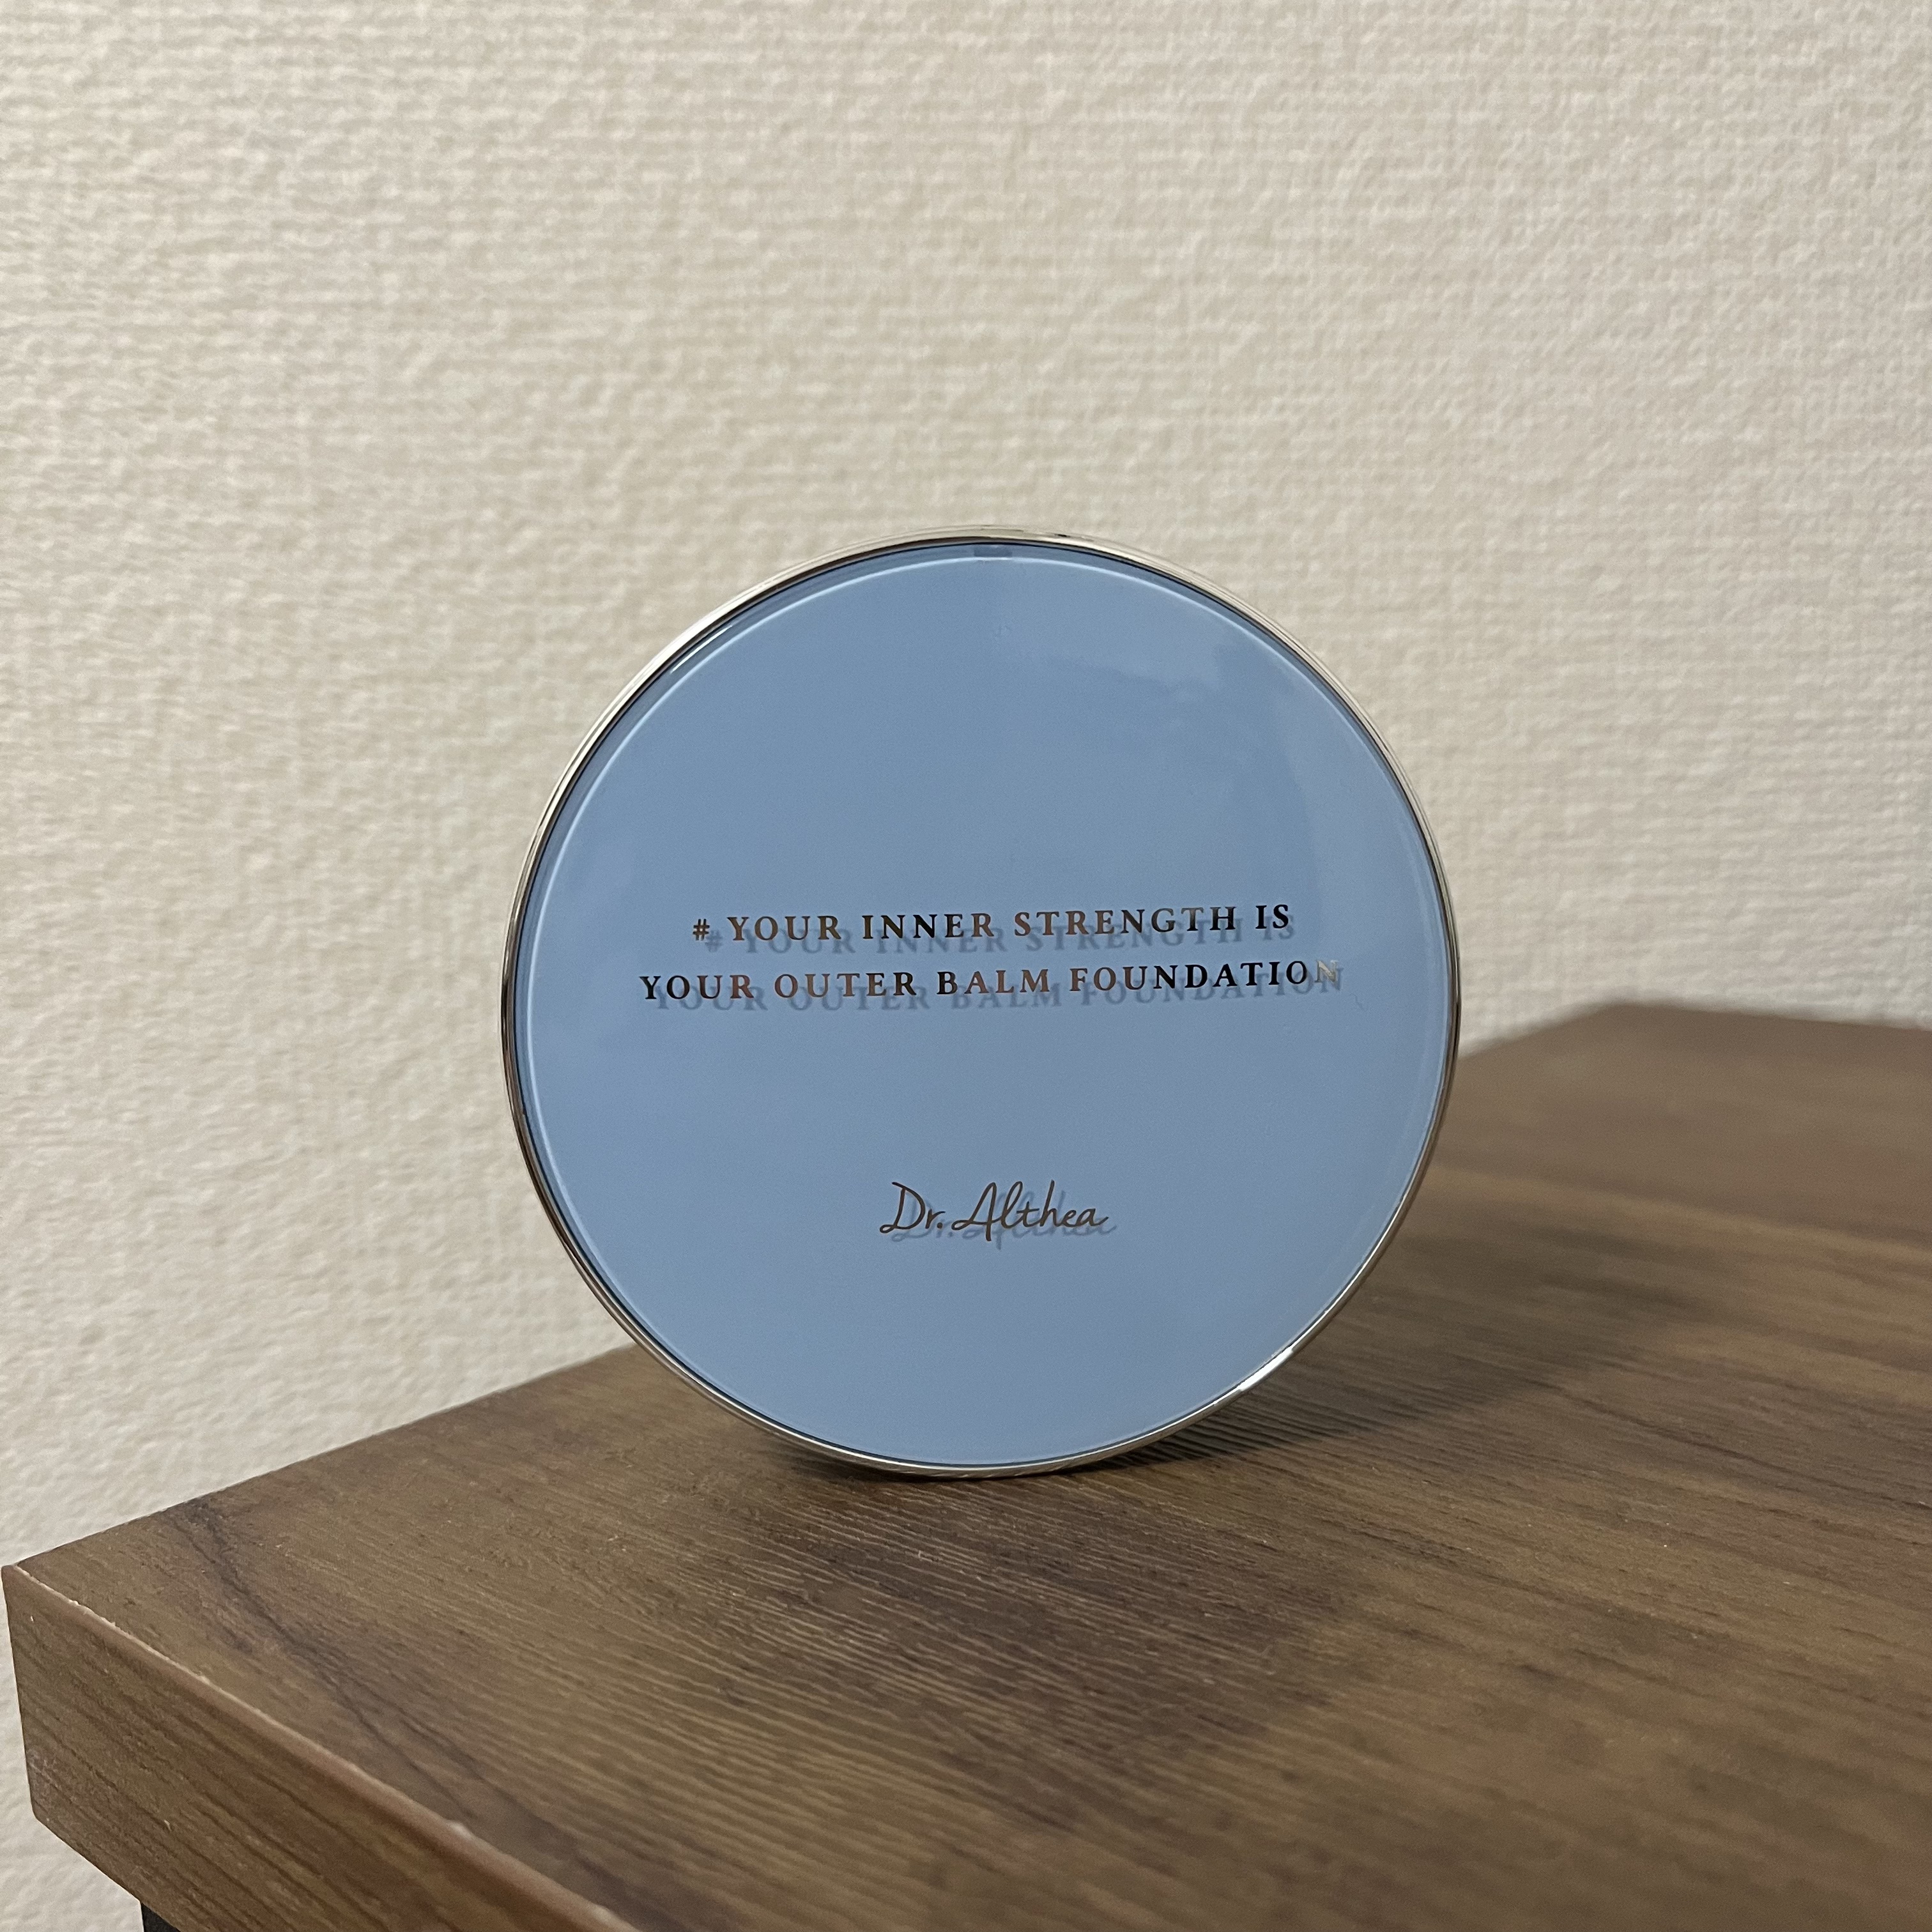 # YOUR INNER STRENGTH IS
YOUR OUTER BALM FOUNDATION
Dr. Althea